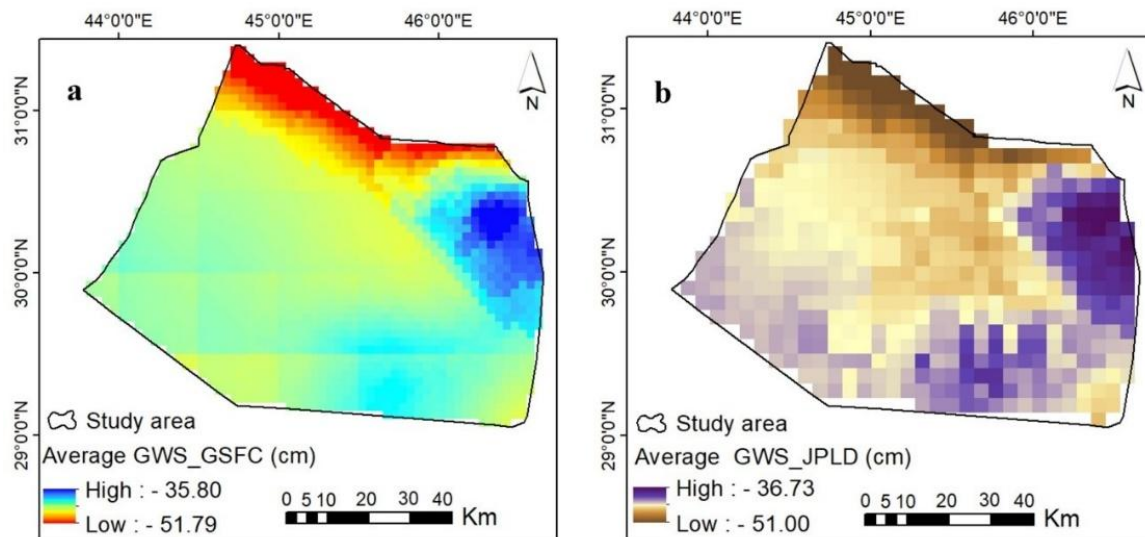 44°0'0"E 45°0'0"E 46°0'0"E
a
N
31°0'0"N
30°0'0"N
29°0'0"N
Study area
Average GWS_GSFC (cm)
High : - 35.80
Low : - 51.79
0 5 10 20 30 40
Km
44°0'0"E 45°0'0"E 46°0'0"E
b
N
31°0'0"N
30°0'0"N
29°0'0"N
Study area
Average GWS_JPLD (cm)
High : - 36.73
Low : - 51.00
0 5 10 20 30 40
Km